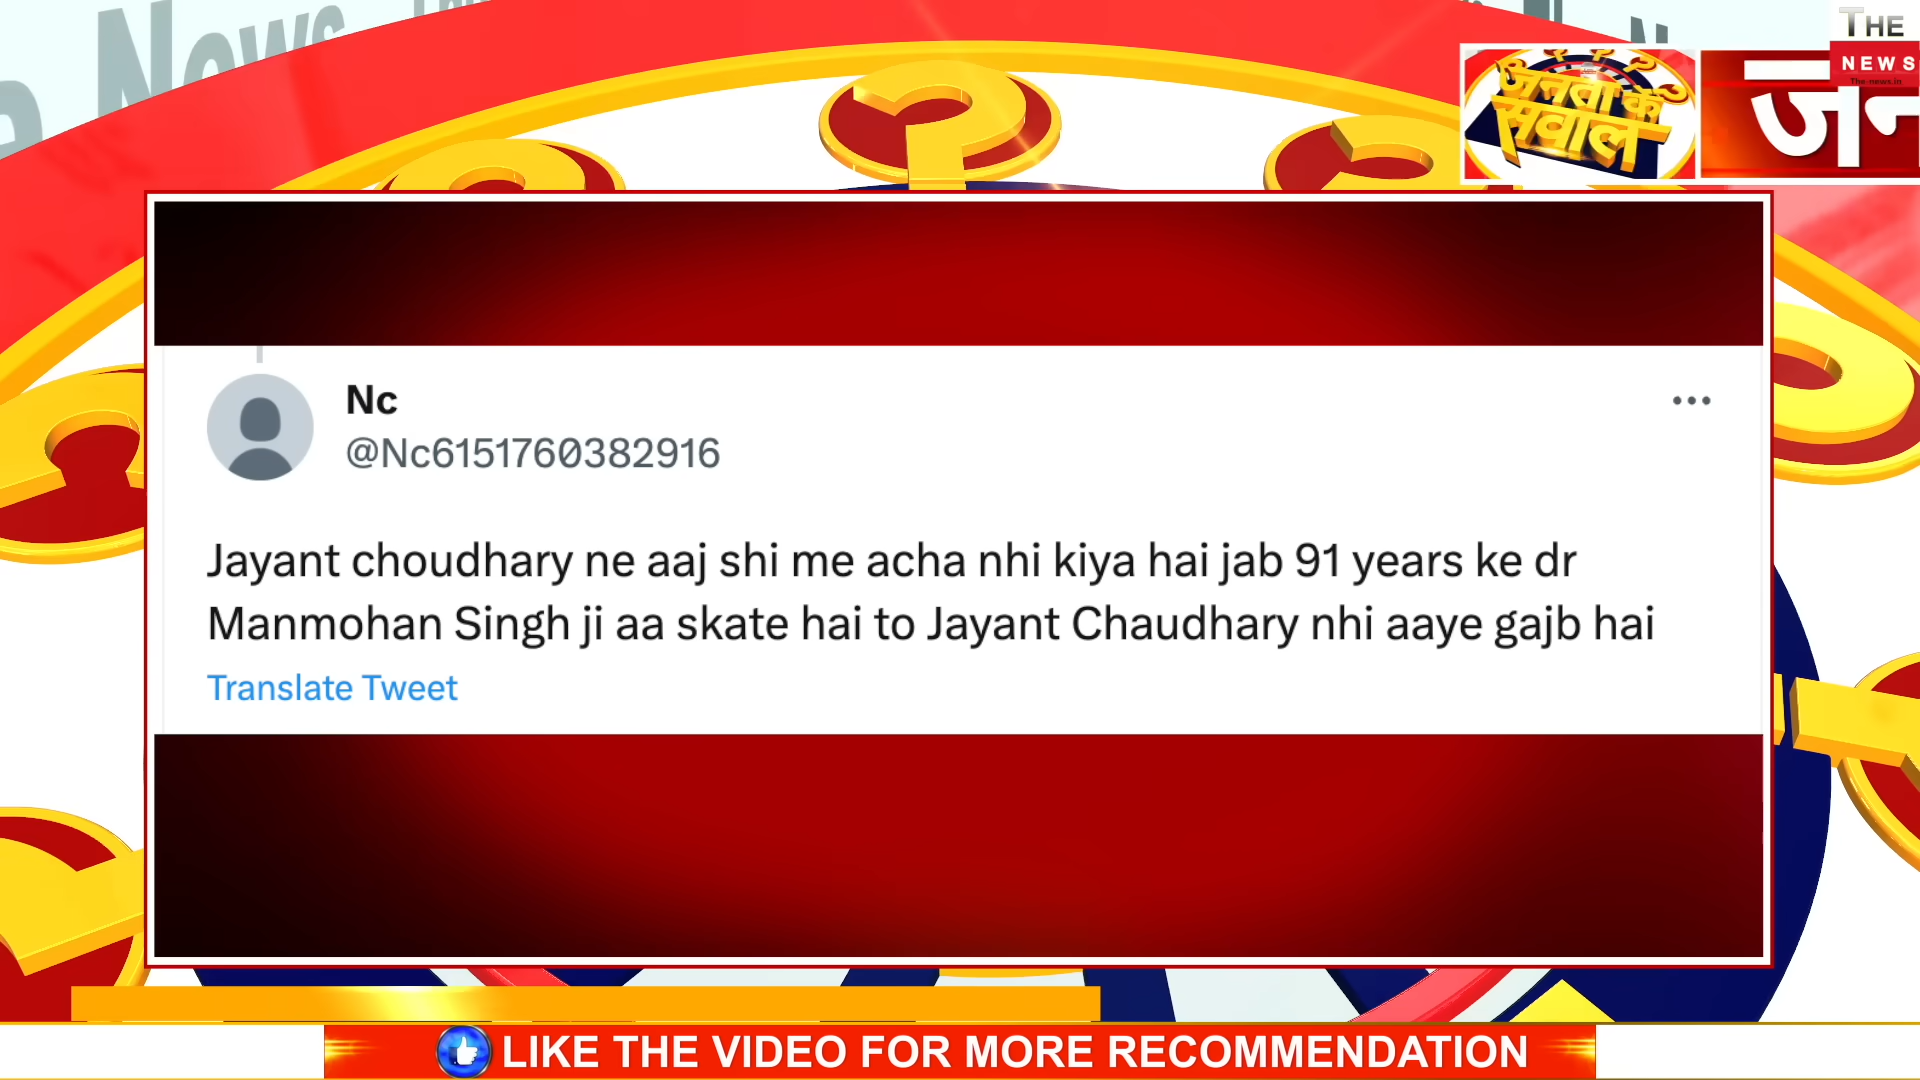 News
THE
NEWS
The-news.in
जनता के
सवाल
जन
Nc
@Nc6151760382916
Jayant choudhary ne aaj shi me acha nhi kiya hai jab 91 years ke dr
Manmohan Singh ji aa skate hai to Jayant Chaudhary nhi aaye gajb hai
Translate Tweet
LIKE THE VIDEO FOR MORE RECOMMENDATION